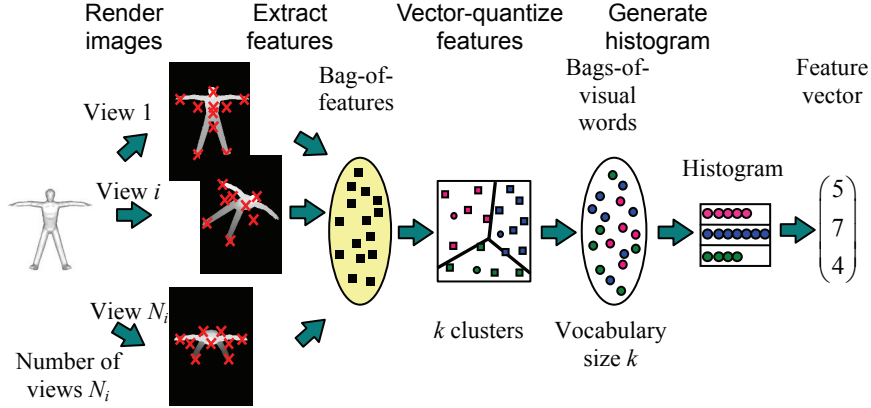 Render
images
Extract
features
Vector-quantize
features
Generate
histogram
View 1
View i
View Nᵢ
Number of
views Nᵢ
Bag-of-
features
k clusters
Bags-of-
visual
words
Vocabulary
size k
Histogram
Feature
vector
5
7
4